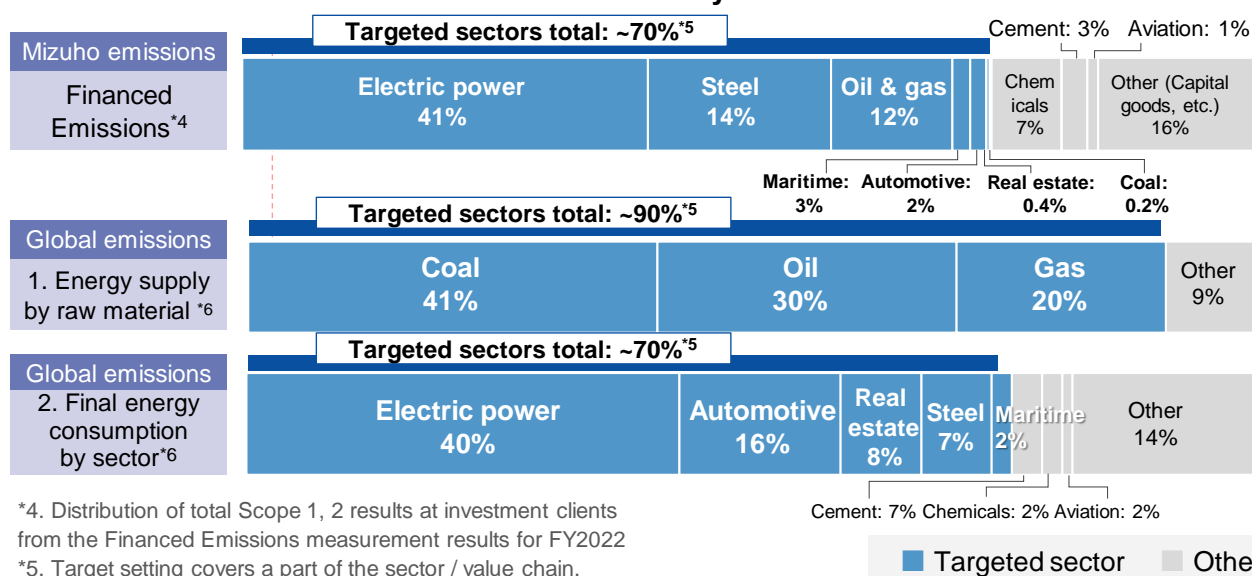 Targeted sectors total: ~70%*5
Cement: 3% Aviation: 1%
Mizuho emissions
Financed
Emissions*4
Electric power
41%
Steel
14%
Oil & gas
12%
Chem
icals
7%
Other (Capital
goods, etc.)
16%
Maritime:
3%
Automotive:
2%
Real estate:
0.4%
Coal:
0.2%
Targeted sectors total: ~90%*5
Global emissions
1. Energy supply
by raw material *6
Coal
41%
Oil
30%
Gas
20%
Other
9%
Targeted sectors total: ~70%*5
Global emissions
2. Final energy
consumption
by sector*6
Electric power
40%
Automotive
16%
Real
estate
8%
Steel
7%
Maritime
2%
Other
14%
Cement: 7% Chemicals: 2% Aviation: 2%
*4. Distribution of total Scope 1, 2 results at investment clients
from the Financed Emissions measurement results for FY2022
*5. Target setting covers a part of the sector / value chain.
Targeted sector